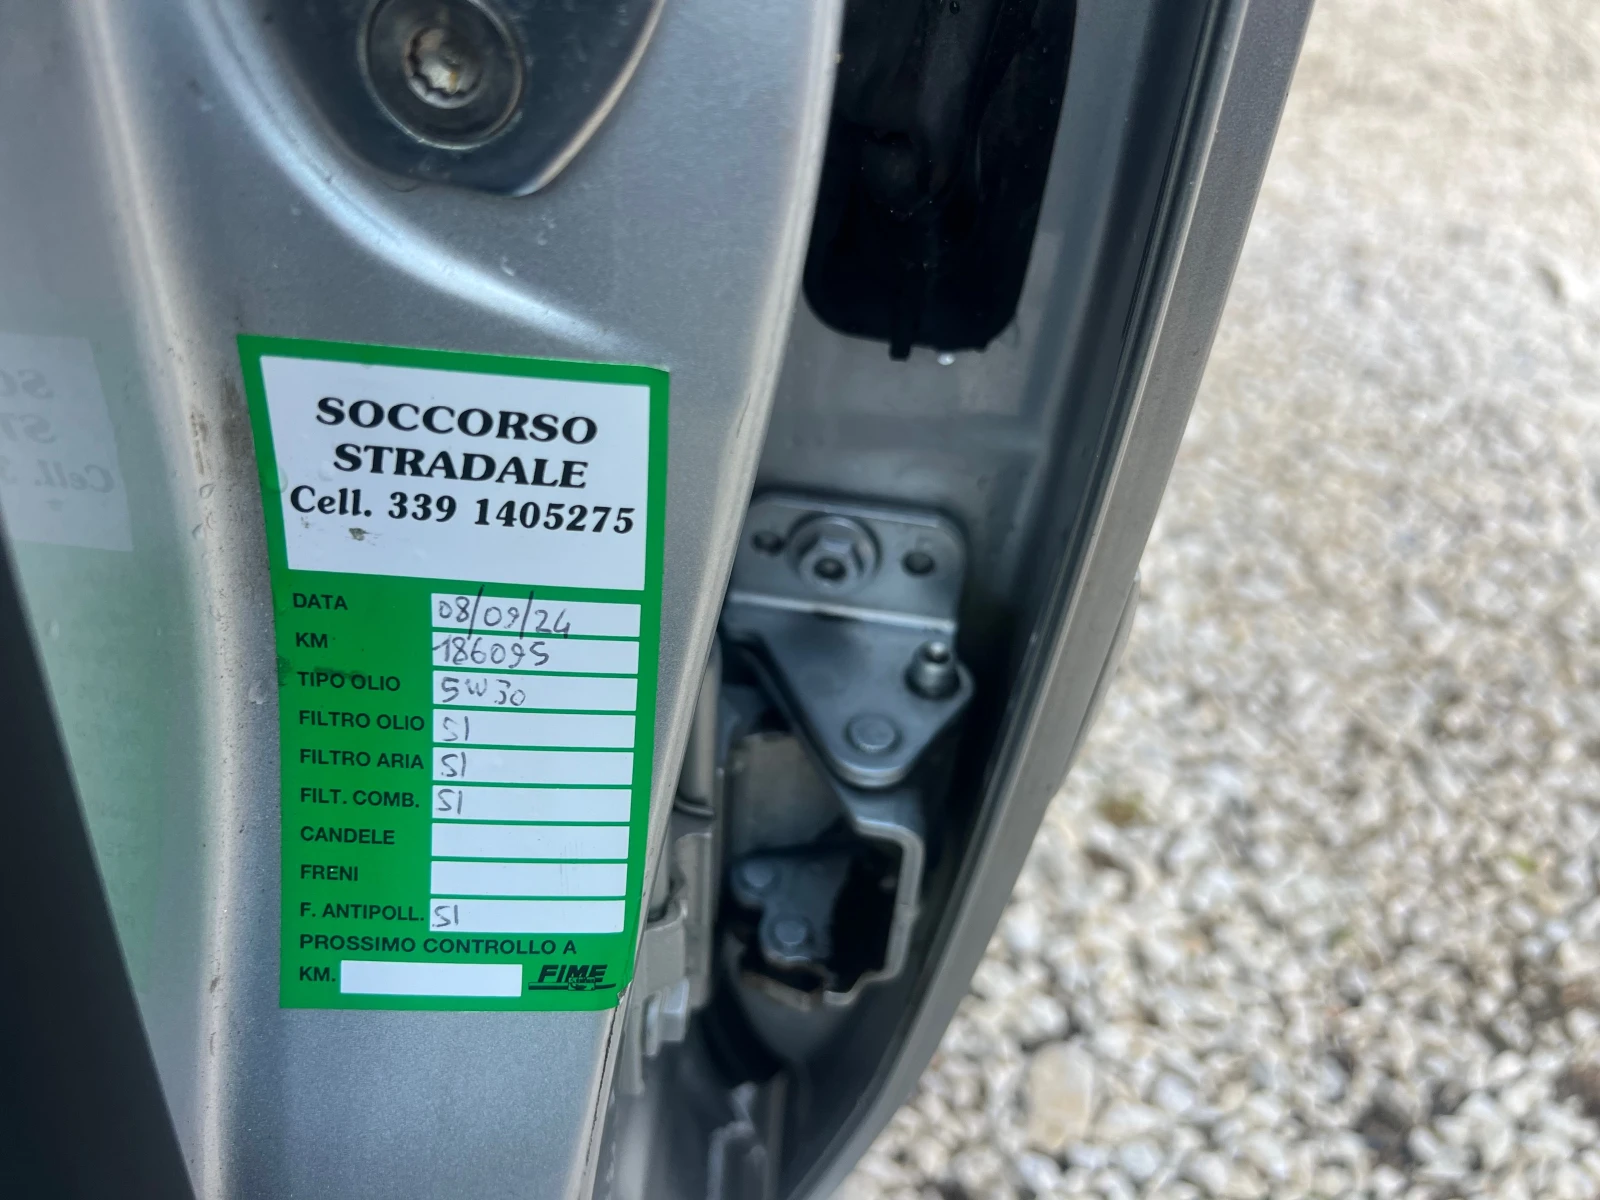 SOCCORSO
STRADALE
Cell. 339 1405275
DATA 08/09/24
KM 186095
TIPO OLIO 5W30
FILTRO OLIO SI
FILTRO ARIA SI
FILT. COMB. SI
CANDELE
FRENI
F. ANTIPOLL. SI
PROSSIMO CONTROLLO A
KM. FIME